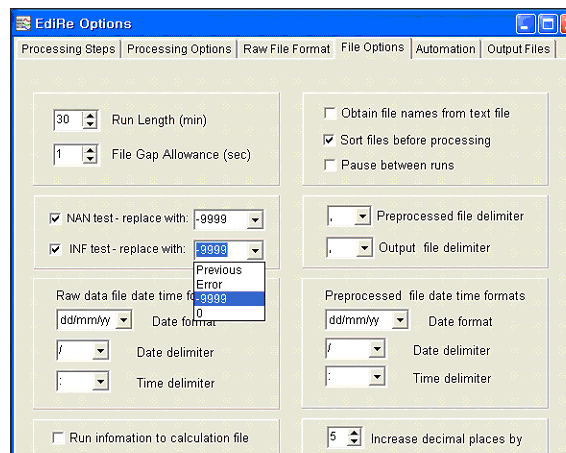 EdiRe Options
Processing Steps Processing Options Raw File Format File Options Automation Output Files
30 Run Length (min)
1 File Gap Allowance (sec)
Obtain file names from text file
Sort files before processing
Pause between runs
NAN test - replace with: -9999
INF test - replace with: -9999
Previous
Error
-9999
0
, Preprocessed file delimiter
, Output file delimiter
Raw data file date time fo
dd/mm/yy Date format
/ Date delimiter
: Time delimiter
Preprocessed file date time formats
dd/mm/yy Date format
/ Date delimiter
: Time delimiter
Run infomation to calculation file
5 Increase decimal places by